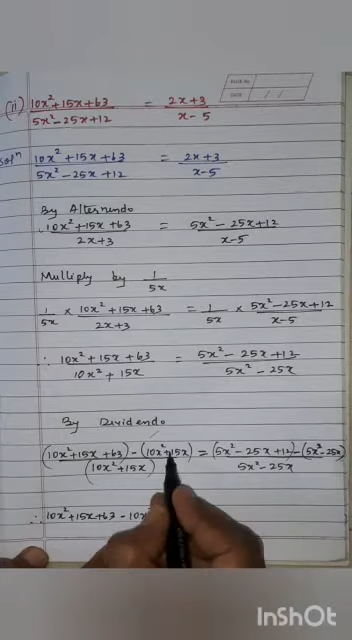 PAGE NO.
DATE / /
(ii) 10x² + 15x + 63 / 5x² - 25x + 12 = 2x + 3 / x - 5
Solⁿ 10x² + 15x + 63 / 5x² - 25x + 12 = 2x + 3 / x - 5
By Alternendo
∴ 10x² + 15x + 63 / 2x + 3 = 5x² - 25x + 12 / x - 5
Multiply by 1 / 5x
1 / 5x × 10x² + 15x + 63 / 2x + 3 = 1 / 5x × 5x² - 25x + 12 / x - 5
∴ 10x² + 15x + 63 / 10x² + 15x = 5x² - 25x + 12 / 5x² - 25x
By Dividendo
(10x² + 15x + 63) - (10x² + 15x) / (10x² + 15x) = (5x² - 25x + 12) - (5x² - 25x) / 5x² - 25x
∴ 10x² + 15x + 63 - 10x
InShOt